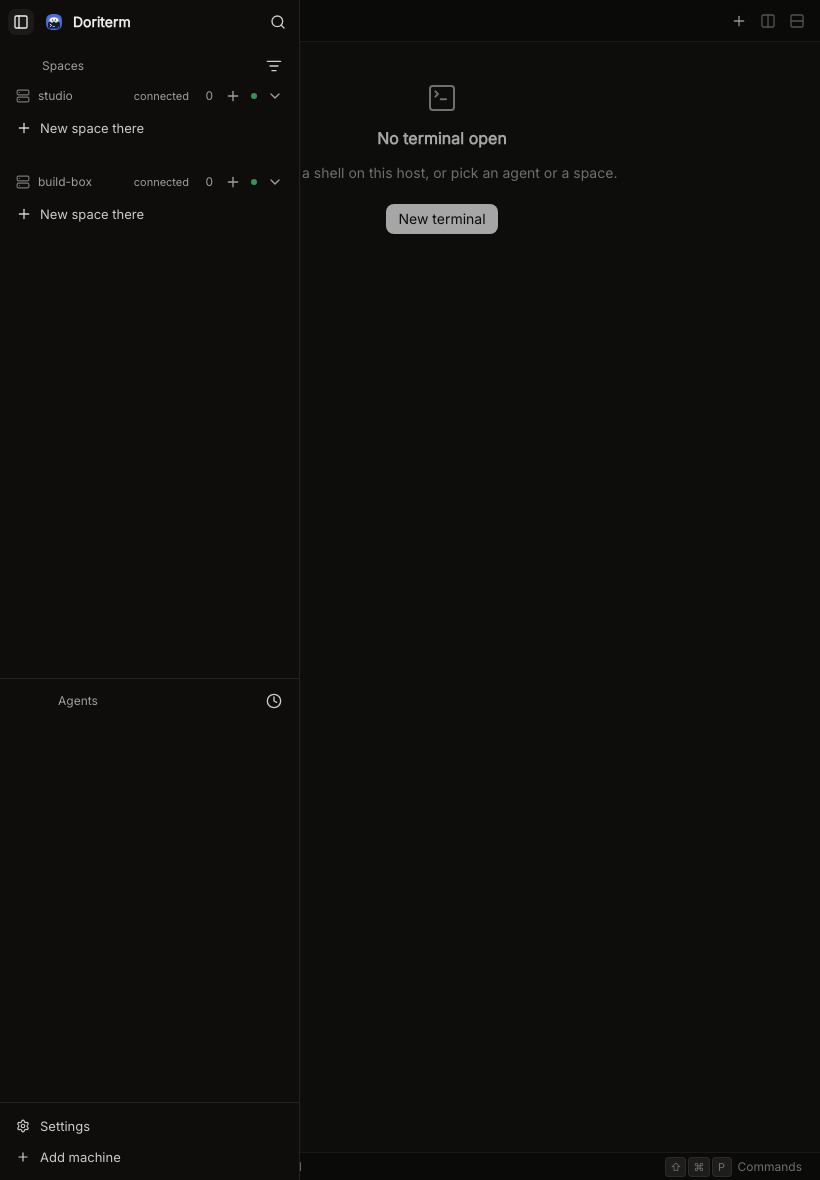 Doriterm
Spaces
studio connected 0
New space there
build-box connected 0
New space there
Agents
Settings
Add machine
No terminal open
a shell on this host, or pick an agent or a space.
New terminal
⇧ ⌘ P Commands